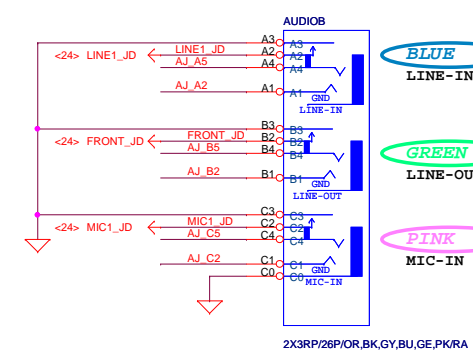 AUDIOB
A3 A3
<24> LINE1_JD LINE1_JD A2 A2 BLUE
AJ_A5 A4 A4 LINE-IN
AJ_A2 A1 A1
GND
LINE-IN
B3 B3
<24> FRONT_JD FRONT_JD B2 B2
AJ_B5 B4 B4 GREEN
AJ_B2 B1 B1 LINE-OU
GND
LINE-OUT
C3 C3
<24> MIC1_JD MIC1_JD C2 C2
AJ_C5 C4 C4 PINK
AJ_C2 C1 C1 MIC-IN
C0 C0 GND
MIC-IN
2X3RP/26P/OR,BK,GY,BU,GE,PK/RA